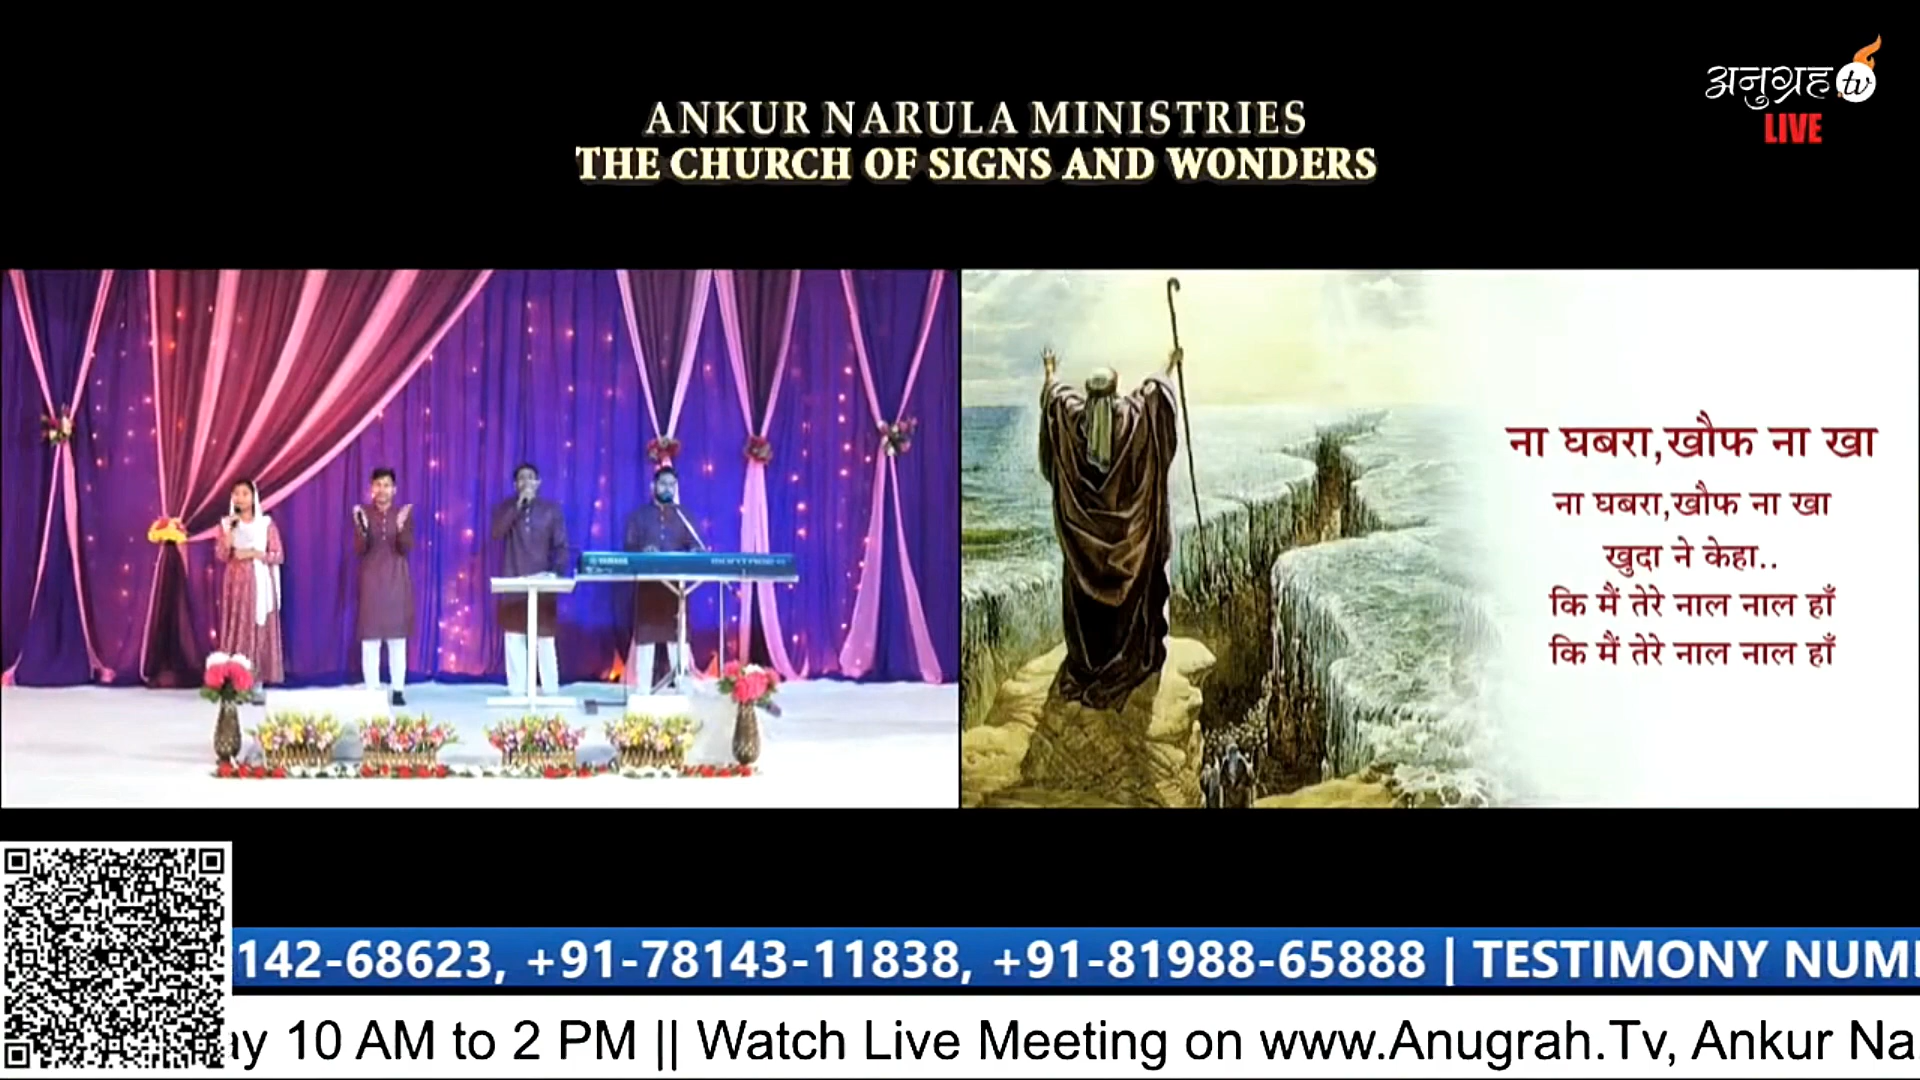 अनुग्रह tv
LIVE
ANKUR NARULA MINISTRIES
THE CHURCH OF SIGNS AND WONDERS
YAMAHA
ना घबरा,खौफ ना खा
ना घबरा,खौफ ना खा
खुदा ने केहा..
कि मैं तेरे नाल नाल हाँ
कि मैं तेरे नाल नाल हाँ
142-68623, +91-78143-11838, +91-81988-65888 | TESTIMONY NUM
ay 10 AM to 2 PM || Watch Live Meeting on www.Anugrah.Tv, Ankur Na